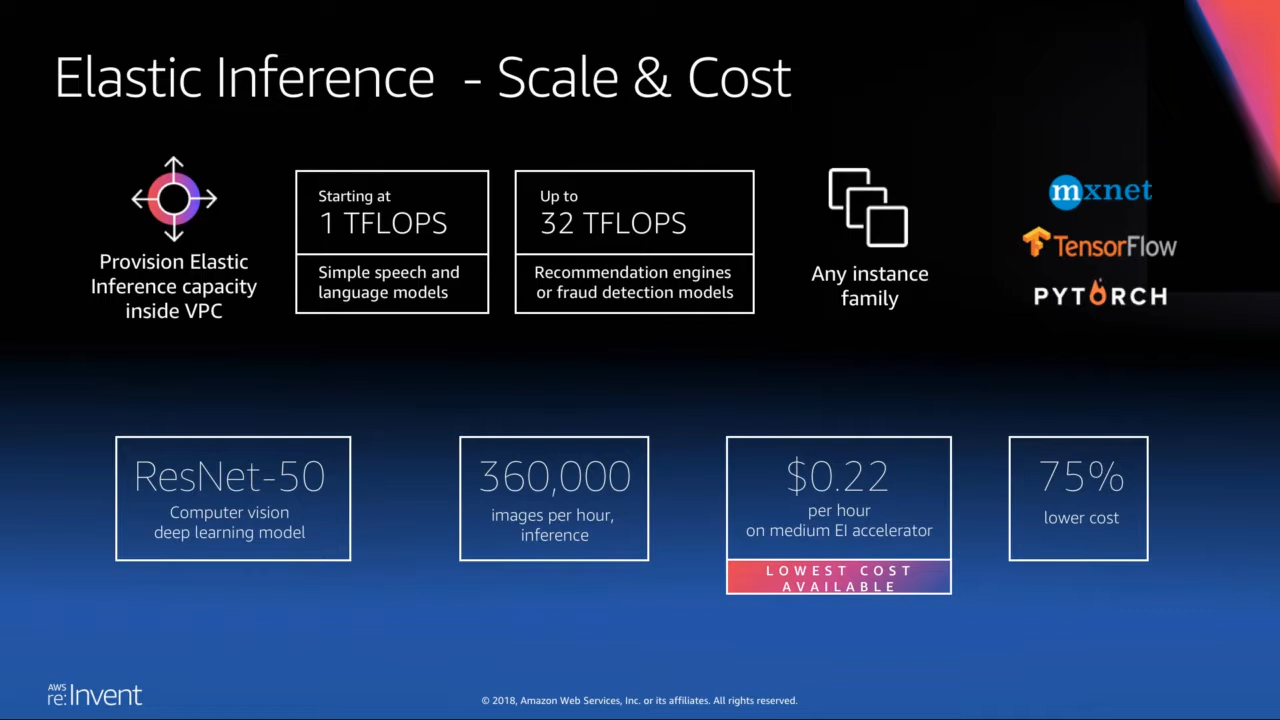 Elastic Inference - Scale & Cost
Provision Elastic
Inference capacity
inside VPC
Starting at
1 TFLOPS
Simple speech and
language models
Up to
32 TFLOPS
Recommendation engines
or fraud detection models
Any instance
family
mxnet
TensorFlow
PYTORCH
ResNet-50
Computer vision
deep learning model
360,000
images per hour,
inference
$0.22
per hour
on medium EI accelerator
LOWEST COST
AVAILABLE
75%
lower cost
AWS
re:Invent
© 2018, Amazon Web Services, Inc. or its affiliates. All rights reserved.